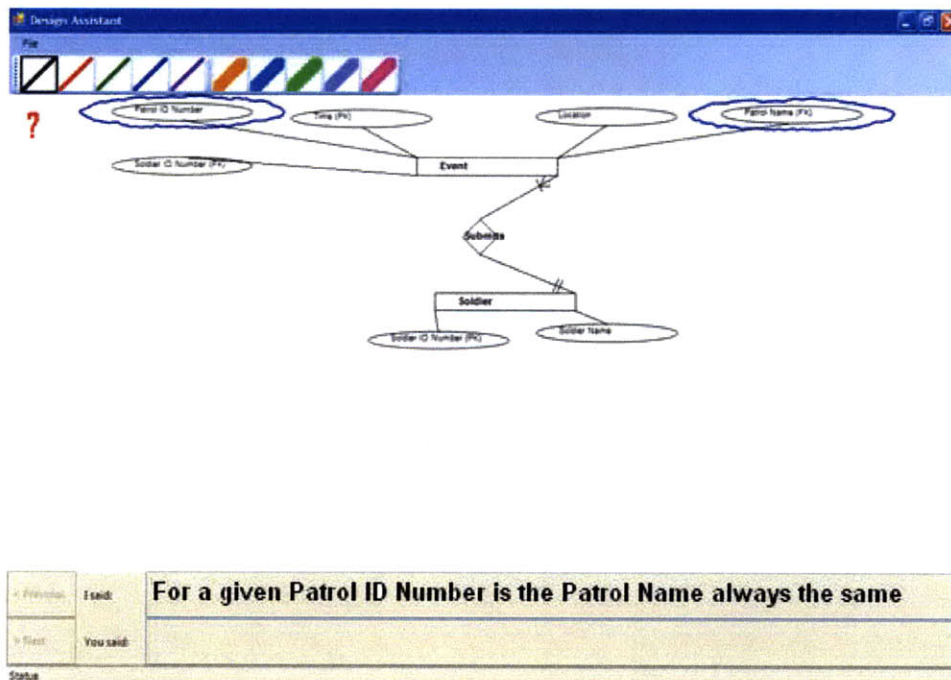 Design Assistant
File
?
Patrol ID Number
Time (PK)
Location
Patrol Name (FK)
Soldier ID Number (FK)
Event
Submits
Soldier
Soldier ID Number (PK)
Soldier Name
< Previous
I said:
For a given Patrol ID Number is the Patrol Name always the same
> Next
You said:
Status